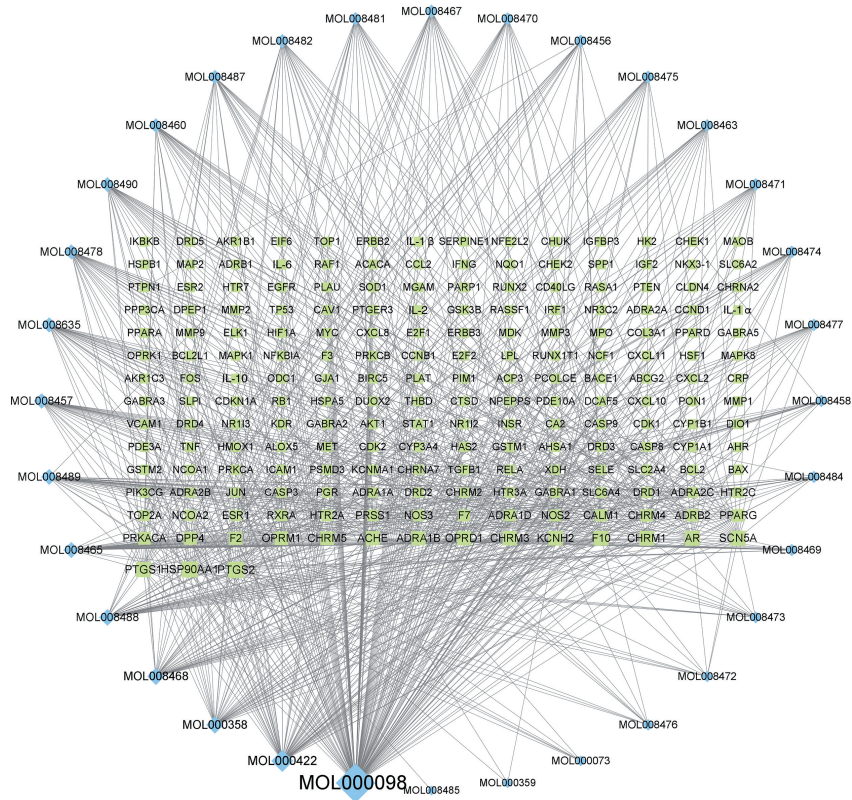 MOL008467
MOL008481 MOL008470
MOL008482 MOL008456
MOL008487 MOL008475
MOL008460 MOL008463
MOL008490 MOL008471
IKBKB DRD5 AKR1B1 EIF6 TOP1 ERBB2 IL-1β SERPINE1 NFE2L2 CHUK IGFBP3 HK2 CHEK1 MAOB
MOL008478 MOL008474
HSPB1 MAP2 ADRB1 IL-6 RAF1 ACACA CCL2 IFNG NQO1 CHEK2 SPP1 IGF2 NKX3-1 SLC6A2
PTPN1 ESR2 HTR7 EGFR PLAU SOD1 MGAM PARP1 RUNX2 CD40LG RASA1 PTEN CLDN4 CHRNA2
PPP3CA DPEP1 MMP2 TP53 CAV1 PTGER3 IL-2 GSK3B RASSF1 IRF1 NR3C2 ADRA2A CCND1 IL-1α
MOL008635 MOL008477
PPARA MMP9 ELK1 HIF1A MYC CXCL8 E2F1 ERBB3 MDK MMP3 MPO COL3A1 PPARD GABRA5
OPRK1 BCL2L1 MAPK1 NFKBIA F3 PRKCB CCNB1 E2F2 LPL RUNX1T1 NCF1 CXCL11 HSF1 MAPK8
AKR1C3 FOS IL-10 ODC1 GJA1 BIRC5 PLAT PIM1 ACP3 PCOLCE BACE1 ABCG2 CXCL2 CRP
MOL008457 MOL008458
GABRA3 SLPI CDKN1A RB1 HSPA5 DUOX2 THBD CTSD NPEPPS PDE10A DCAF5 CXCL10 PON1 MMP1
VCAM1 DRD4 NR1I3 KDR GABRA2 AKT1 STAT1 NR1I2 INSR CA2 CASP9 CDK1 CYP1B1 DIO1
PDE3A TNF HMOX1 ALOX5 MET CDK2 CYP3A4 HAS2 GSTM1 AHSA1 DRD3 CASP8 CYP1A1 AHR
GSTM2 NCOA1 PRKCA ICAM1 PSMD3 KCNMA1 CHRNA7 TGFB1 RELA XDH SELE SLC2A4 BCL2 BAX
MOL008489 MOL008484
PIK3CG ADRA2B JUN CASP3 PGR ADRA1A DRD2 CHRM2 HTR3A GABRA1 SLC6A4 DRD1 ADRA2C HTR2C
TOP2A NCOA2 ESR1 RXRA HTR2A PRSS1 NOS3 F7 ADRA1D NOS2 CALM1 CHRM4 ADRB2 PPARG
PRKACA DPP4 F2 OPRM1 CHRM5 ACHE ADRA1B OPRD1 CHRM3 KCNH2 F10 CHRM1 AR SCN5A
MOL008465 MOL008469
PTGS1 HSP90AA1 PTGS2
MOL008488 MOL008473
MOL008468 MOL008472
MOL000358 MOL008476
MOL000422 MOL000073
MOL000098 MOL008485 MOL000359